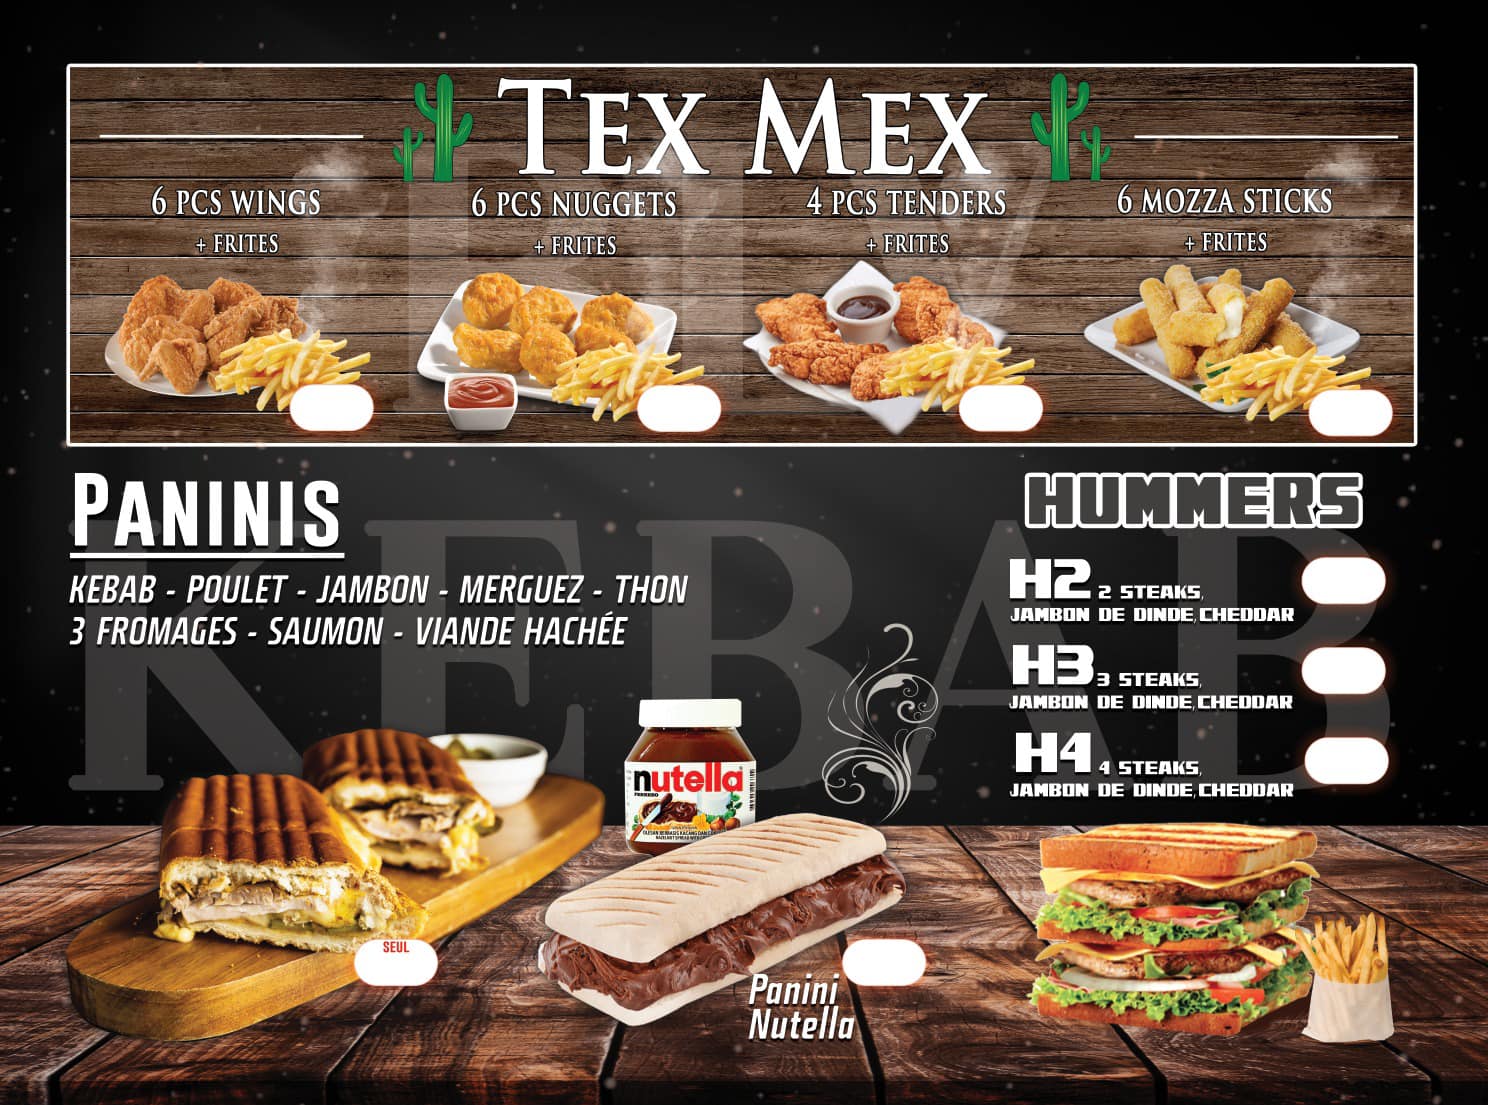 TEX MEX
6 PCS WINGS
+ FRITES
6 PCS NUGGETS
+ FRITES
4 PCS TENDERS
+ FRITES
6 MOZZA STICKS
+ FRITES
PANINIS
KEBAB - POULET - JAMBON - MERGUEZ - THON
3 FROMAGES - SAUMON - VIANDE HACHÉE
HUMMERS
H2 2 STEAKS,
JAMBON DE DINDE, CHEDDAR
H3 3 STEAKS,
JAMBON DE DINDE, CHEDDAR
H4 4 STEAKS,
JAMBON DE DINDE, CHEDDAR
KEBAB
nutella
FERRERO
SEUL
Panini
Nutella